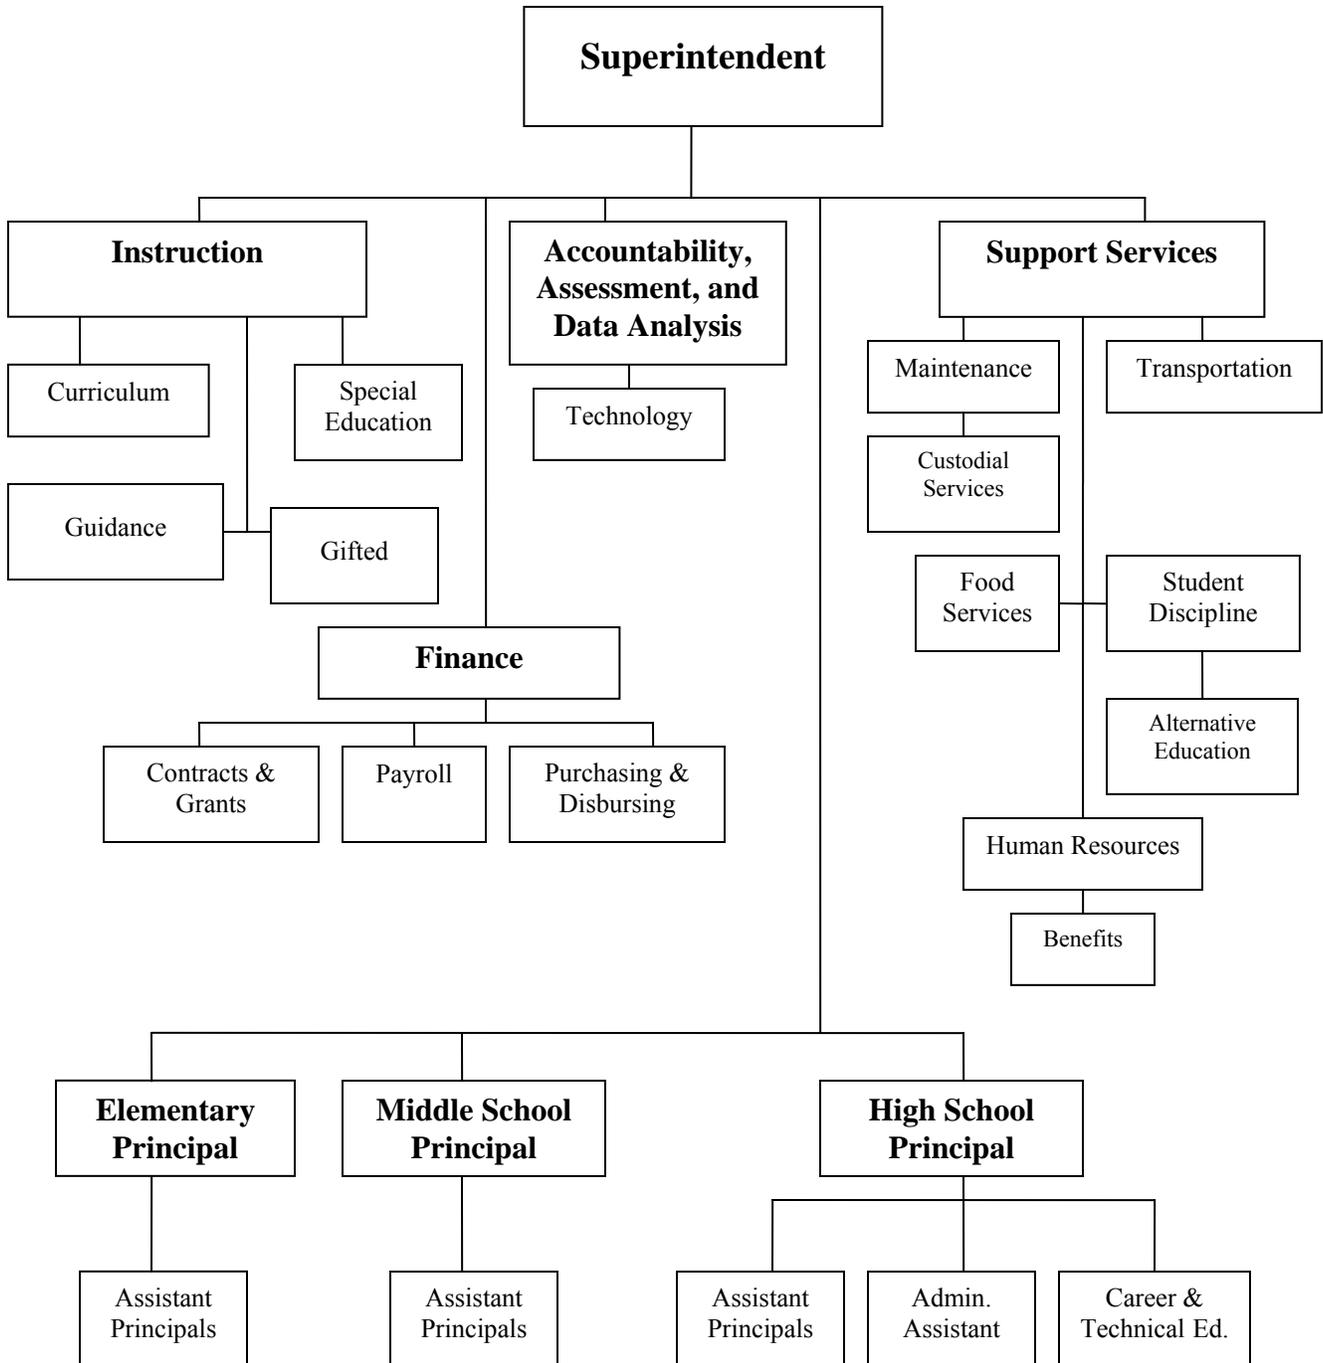 Superintendent
Instruction
Accountability,
Assessment, and
Data Analysis
Support Services
Curriculum
Special
Education
Technology
Maintenance
Transportation
Custodial
Services
Guidance
Gifted
Food
Services
Student
Discipline
Finance
Alternative
Education
Contracts &
Grants
Payroll
Purchasing &
Disbursing
Human Resources
Benefits
Elementary
Principal
Middle School
Principal
High School
Principal
Assistant
Principals
Assistant
Principals
Assistant
Principals
Admin.
Assistant
Career &
Technical Ed.